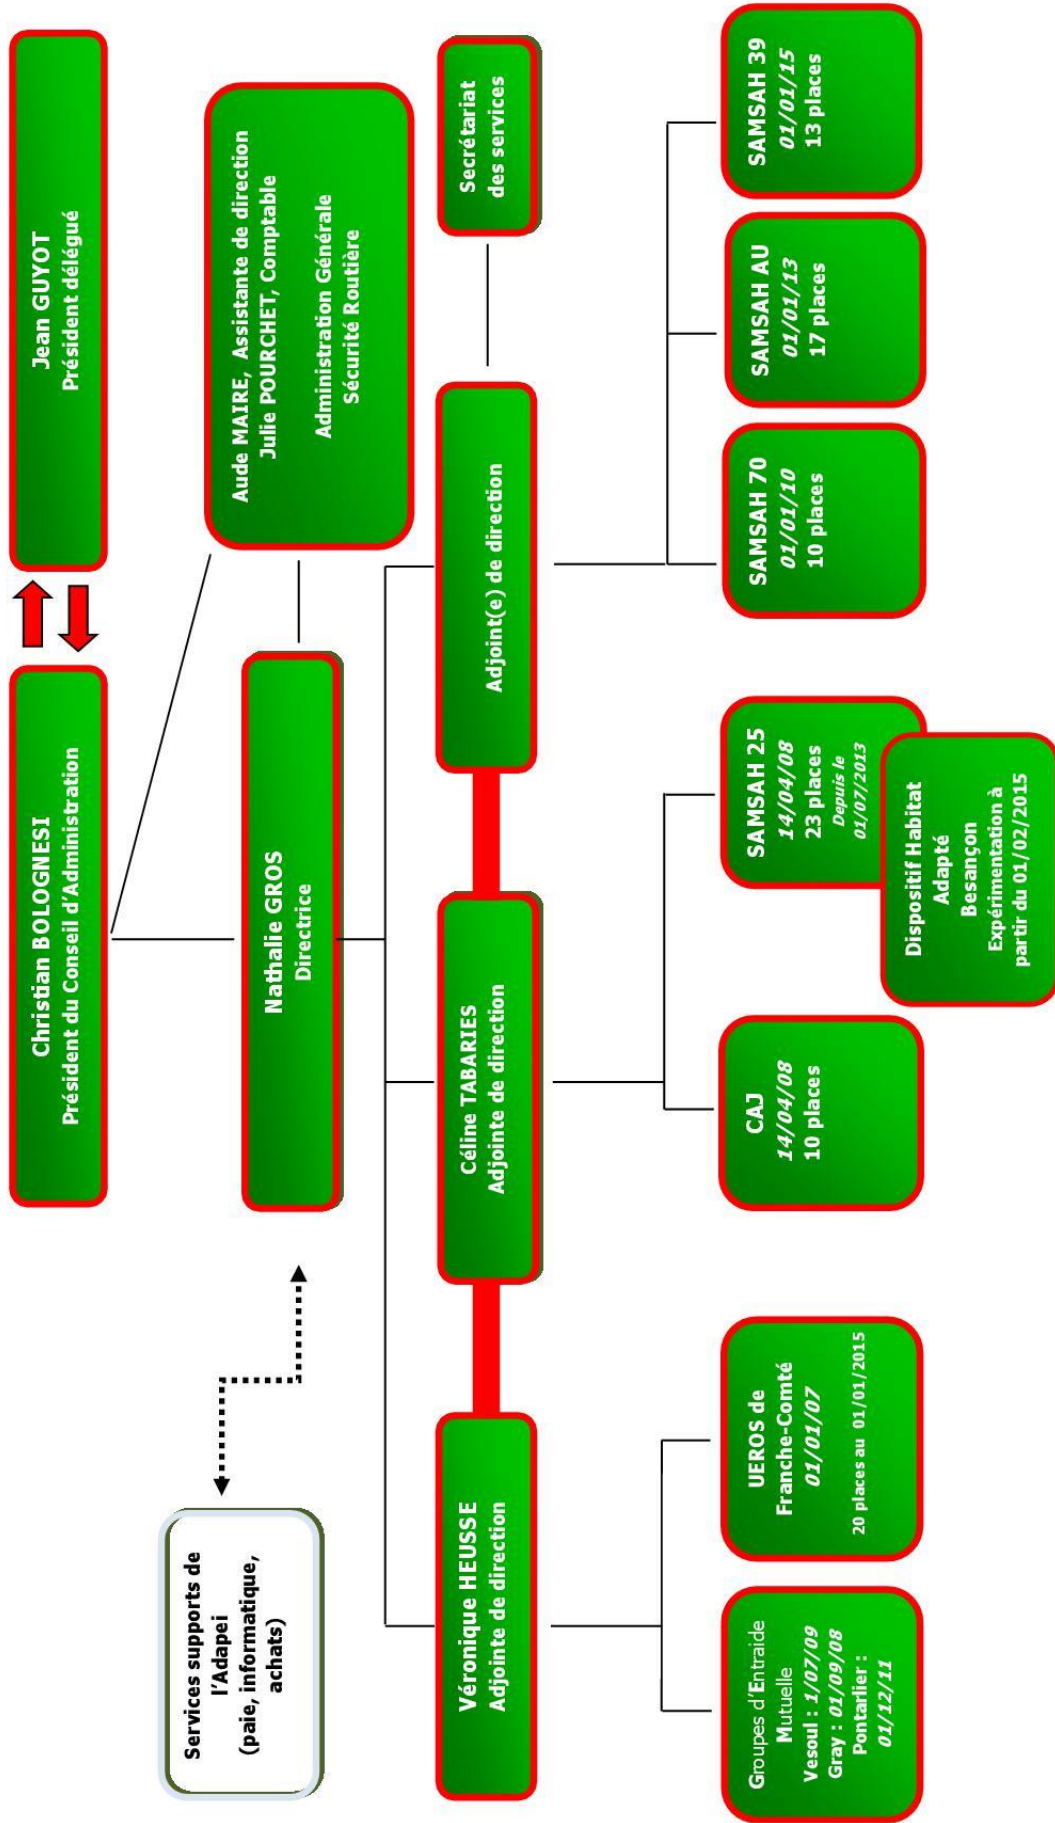 Christian BOLOGNESI
Président du Conseil d'Administration
Jean GUYOT
Président délégué
Services supports de
l'Adapei
(paie, informatique,
achats)
Nathalie GROS
Directrice
Aude MAIRE, Assistante de direction
Julie POURCHET, Comptable
Administration Générale
Sécurité Routière
Véronique HEUSSE
Adjointe de direction
Céline TABARIES
Adjointe de direction
Adjoint(e) de direction
Secrétariat
des services
Groupes d'Entraide
Mutuelle
Vesoul : 1/07/09
Gray : 01/09/08
Pontarlier :
01/12/11
UEROS de
Franche-Comté
01/01/07
20 places au 01/01/2015
CAJ
14/04/08
10 places
SAMSAH 25
14/04/08
23 places
Depuis le
01/07/2013
Dispositif Habitat
Adapté
Besançon
Expérimentation à
partir du 01/02/2015
SAMSAH 70
01/01/10
10 places
SAMSAH AU
01/01/13
17 places
SAMSAH 39
01/01/15
13 places